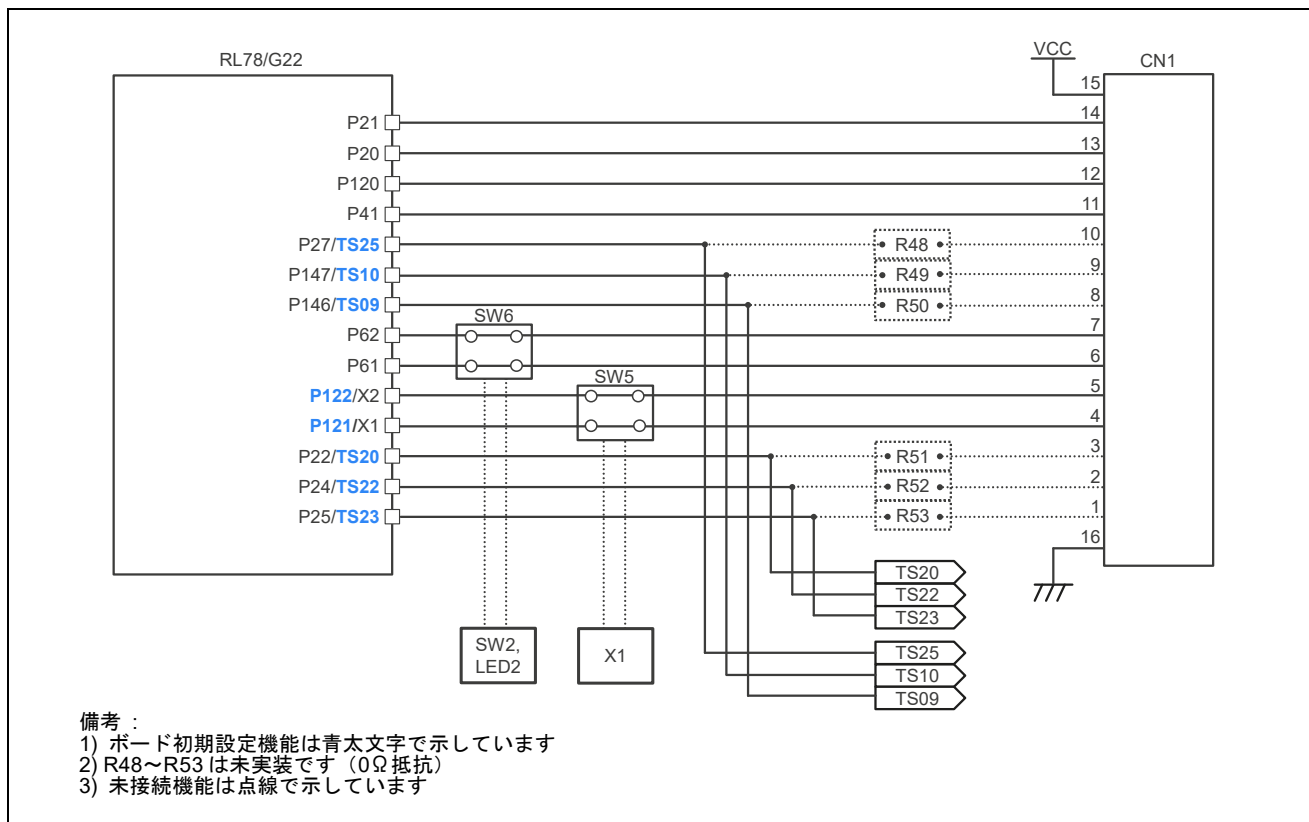 RL78/G22
VCC
CN1
P21
P20
P120
P41
P27/TS25
P147/TS10
P146/TS09
P62
P61
P122/X2
P121/X1
P22/TS20
P24/TS22
P25/TS23
SW6
SW5
SW2,
LED2
X1
R48
R49
R50
R51
R52
R53
15
14
13
12
11
10
9
8
7
6
5
4
3
2
1
16
TS20
TS22
TS23
TS25
TS10
TS09
備考 :
1) ボード初期設定機能は青太文字で示しています
2) R48～R53 は未実装です（0Ω抵抗）
3) 未接続機能は点線で示しています